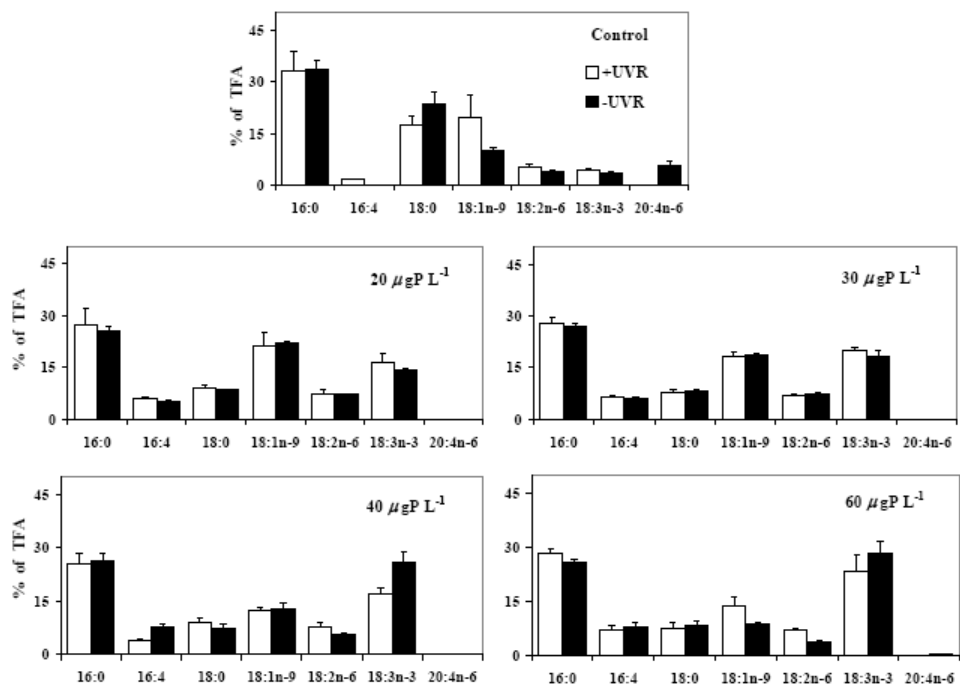 Control
+UVR
-UVR
% of TFA
45
30
15
0
16:0 16:4 18:0 18:1n-9 18:2n-6 18:3n-3 20:4n-6
20 µgP L⁻¹
% of TFA
45
30
15
0
16:0 16:4 18:0 18:1n-9 18:2n-6 18:3n-3 20:4n-6
30 µgP L⁻¹
45
30
15
0
16:0 16:4 18:0 18:1n-9 18:2n-6 18:3n-3 20:4n-6
40 µgP L⁻¹
% of TFA
45
30
15
0
16:0 16:4 18:0 18:1n-9 18:2n-6 18:3n-3 20:4n-6
60 µgP L⁻¹
45
30
15
0
16:0 16:4 18:0 18:1n-9 18:2n-6 18:3n-3 20:4n-6